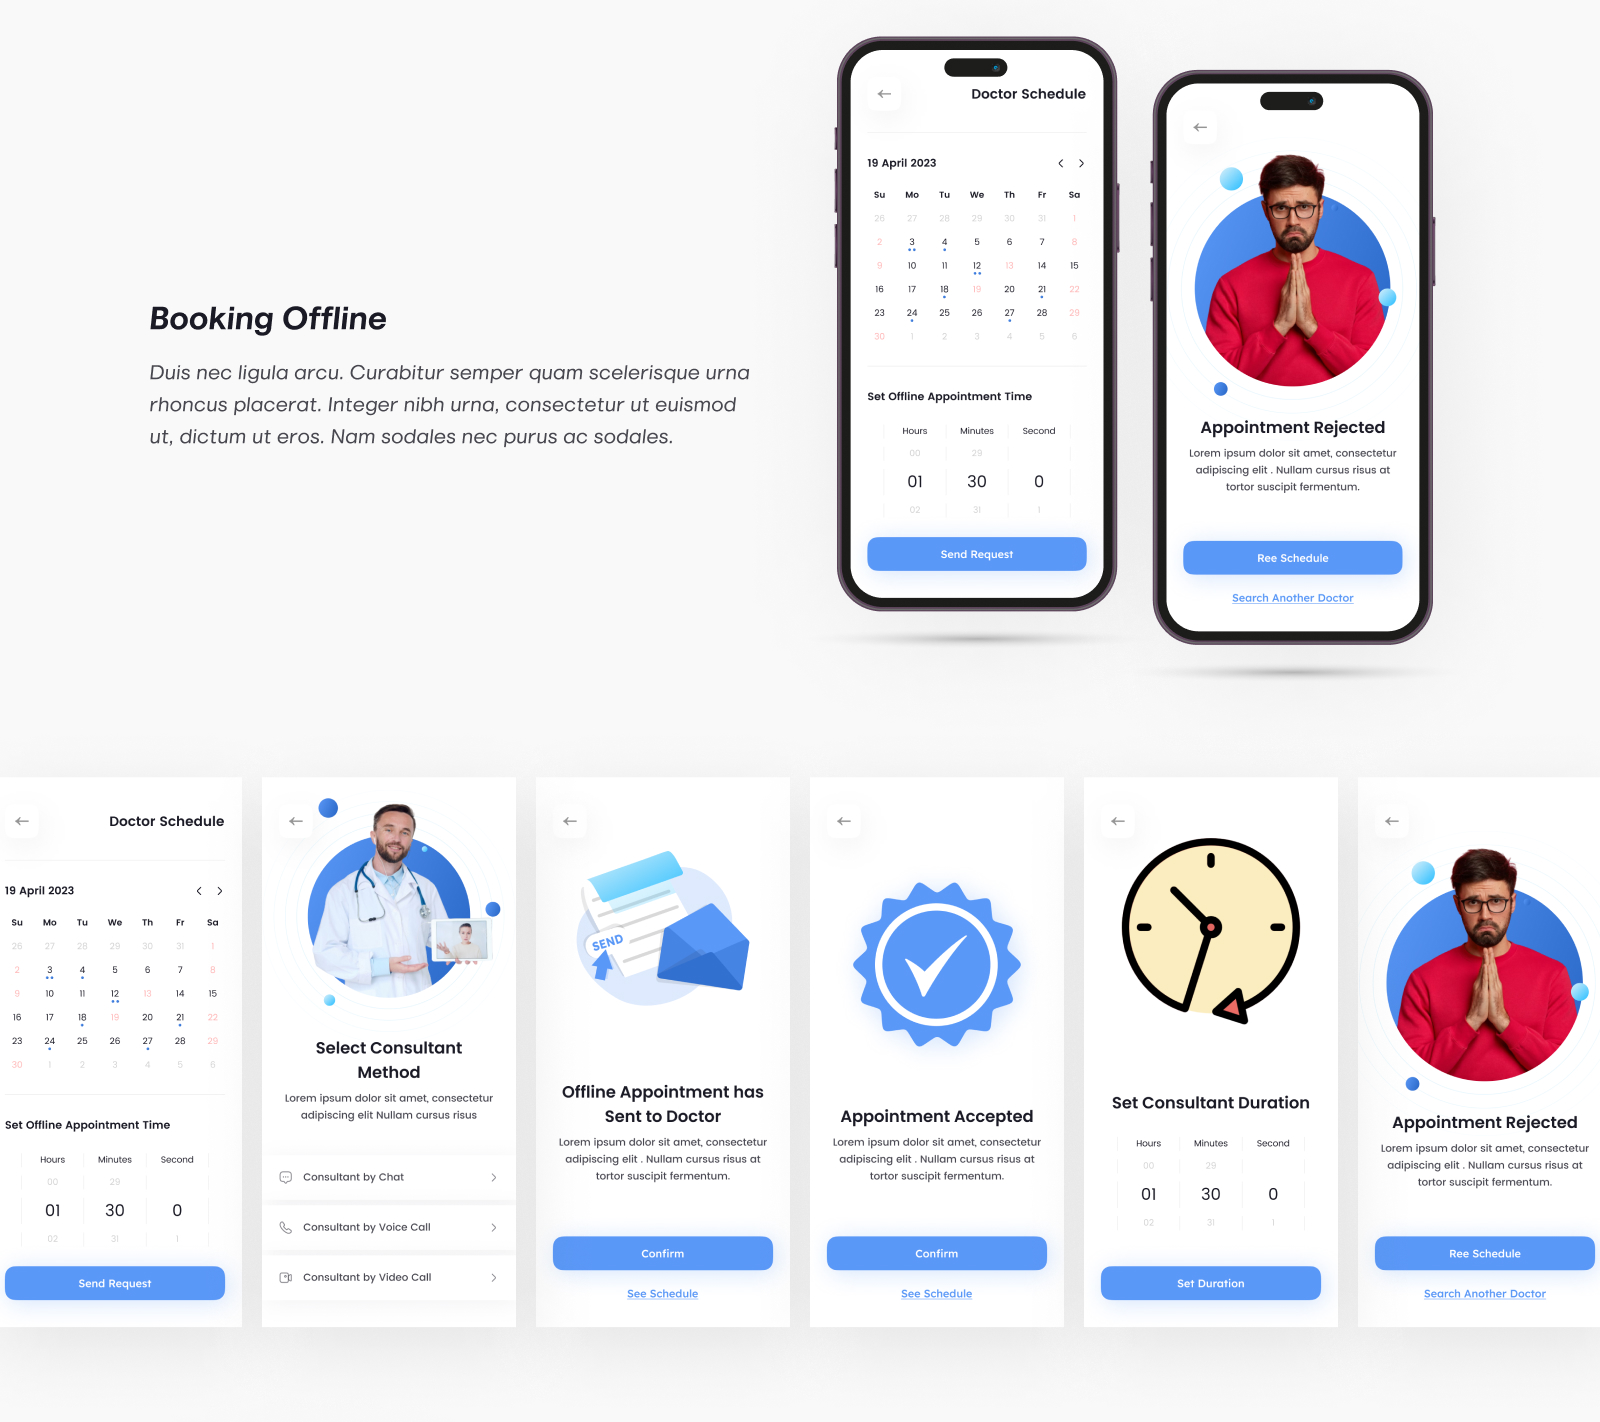 Booking Offline
Duis nec ligula arcu. Curabitur semper quam scelerisque urna
rhoncus placerat. Integer nibh urna, consectetur ut euismod
ut, dictum ut eros. Nam sodales nec purus ac sodales.
Doctor Schedule
19 April 2023
Su Mo Tu We Th Fr Sa
26 27 28 29 30 31 1
2 3 4 5 6 7 8
9 10 11 12 13 14 15
16 17 18 19 20 21 22
23 24 25 26 27 28 29
30 1 2 3 4 5 6
Set Offline Appointment Time
Hours Minutes Second
00 29
01 30 0
02 31 1
Send Request
Appointment Rejected
Lorem ipsum dolor sit amet, consectetur
adipiscing elit . Nullam cursus risus at
tortor suscipit fermentum.
Ree Schedule
Search Another Doctor
Doctor Schedule
19 April 2023
Su Mo Tu We Th Fr Sa
26 27 28 29 30 31 1
2 3 4 5 6 7 8
9 10 11 12 13 14 15
16 17 18 19 20 21 22
23 24 25 26 27 28 29
30 1 2 3 4 5 6
Set Offline Appointment Time
Hours Minutes Second
00 29
01 30 0
02 31 1
Send Request
Select Consultant
Method
Lorem ipsum dolor sit amet, consectetur
adipiscing elit Nullam cursus risus
Consultant by Chat
Consultant by Voice Call
Consultant by Video Call
SEND
Offline Appointment has
Sent to Doctor
Lorem ipsum dolor sit amet, consectetur
adipiscing elit . Nullam cursus risus at
tortor suscipit fermentum.
Confirm
See Schedule
Appointment Accepted
Lorem ipsum dolor sit amet, consectetur
adipiscing elit . Nullam cursus risus at
tortor suscipit fermentum.
Confirm
See Schedule
Set Consultant Duration
Hours Minutes Second
00 29
01 30 0
02 31 1
Set Duration
Appointment Rejected
Lorem ipsum dolor sit amet, consectetur
adipiscing elit . Nullam cursus risus at
tortor suscipit fermentum.
Ree Schedule
Search Another Doctor